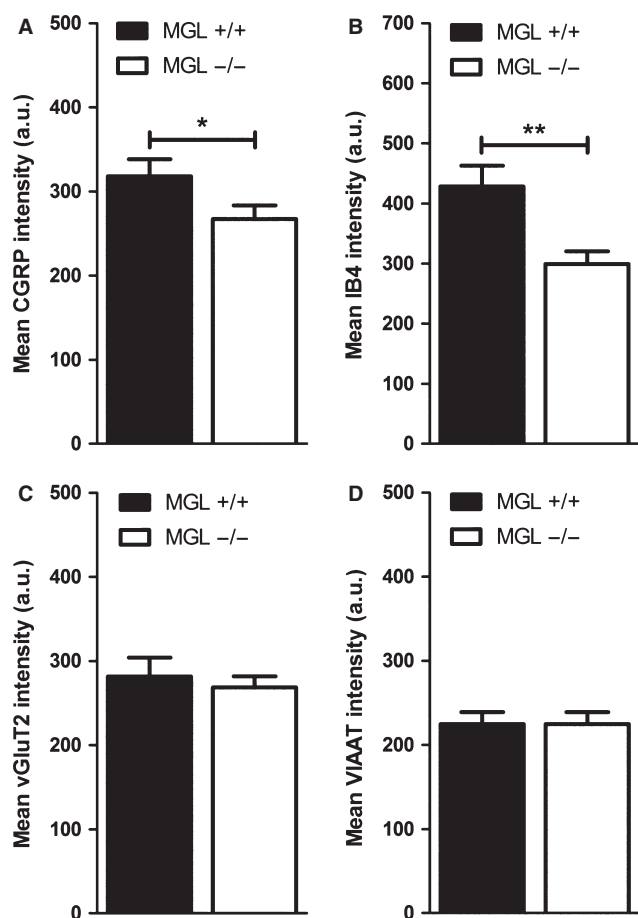 A
MGL +/+
MGL –/–
*
Mean CGRP intensity (a.u.)
500
400
300
200
100
0
B
MGL +/+
MGL –/–
**
Mean IB4 intensity (a.u.)
700
600
500
400
300
200
100
0
C
MGL +/+
MGL –/–
Mean vGluT2 intensity (a.u.)
500
400
300
200
100
0
D
MGL +/+
MGL –/–
Mean VIAAT intensity (a.u.)
500
400
300
200
100
0